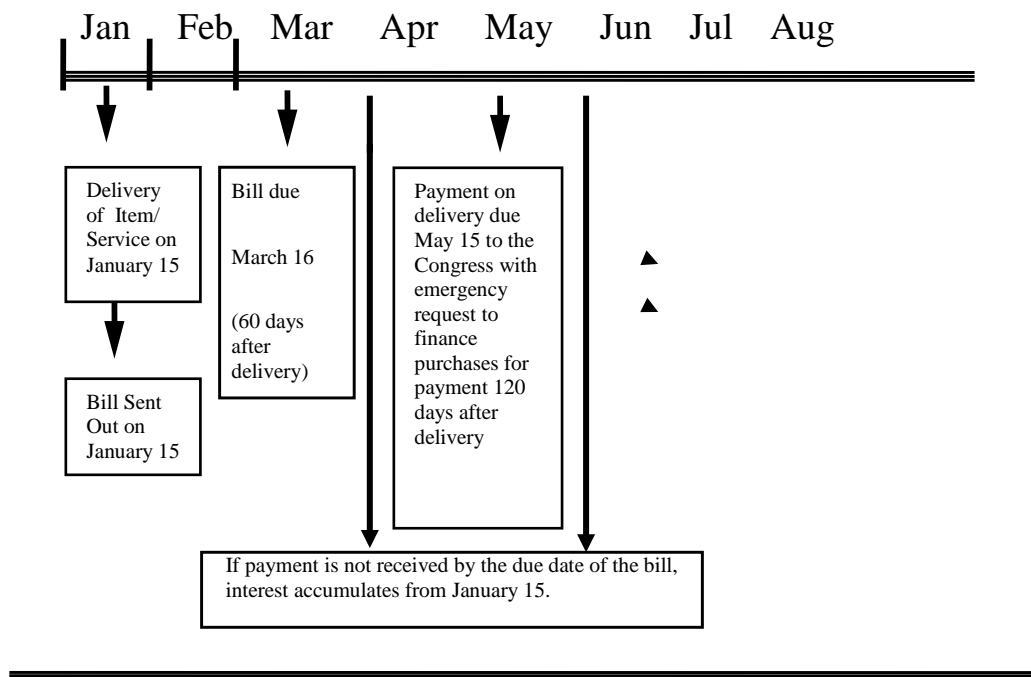 Jan Feb Mar Apr May Jun Jul Aug
Delivery
of Item/
Service on
January 15
Bill Sent
Out on
January 15
Bill due
March 16
(60 days
after
delivery)
Payment on
delivery due
May 15 to the
Congress with
emergency
request to
finance
purchases for
payment 120
days after
delivery
If payment is not received by the due date of the bill,
interest accumulates from January 15.